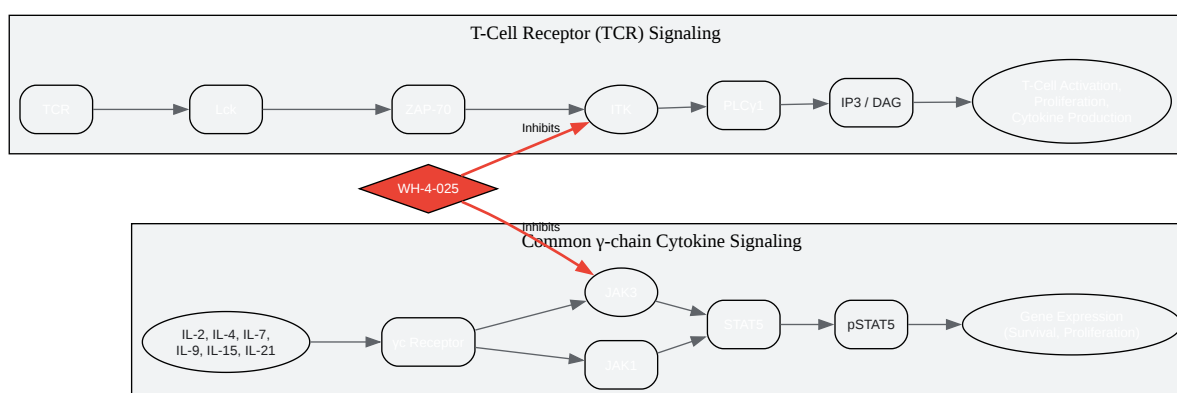 T-Cell Receptor (TCR) Signaling
TCR
Lck
ZAP-70
ITK
PLCγ1
IP3 / DAG
T-Cell Activation,
Proliferation,
Cytokine Production
Inhibits
WH-4-025
Inhibits
Common γ-chain Cytokine Signaling
IL-2, IL-4, IL-7,
IL-9, IL-15, IL-21
γc Receptor
JAK3
JAK1
STAT5
pSTAT5
Gene Expression
(Survival, Proliferation)